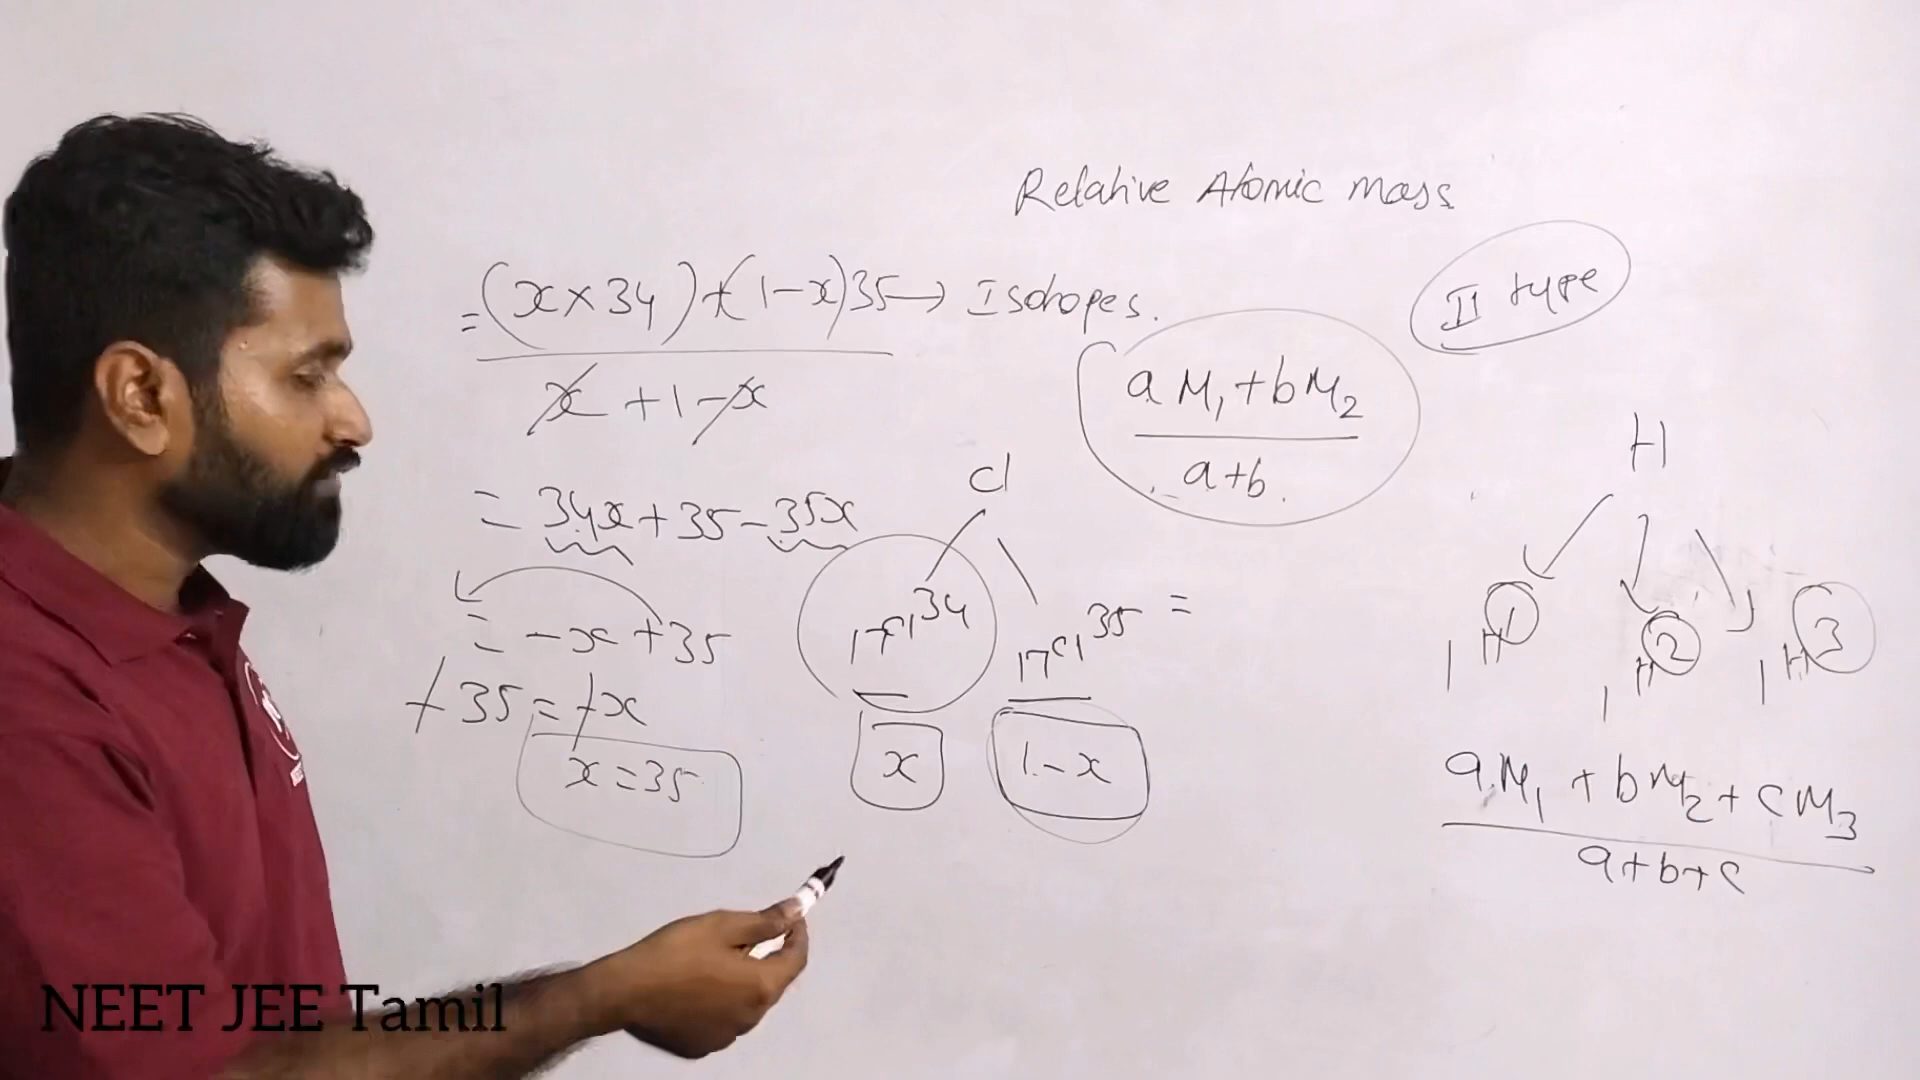 Relative Atomic mass
= (x × 34) + (1-x)35 → Isotopes.
x + 1 - x
II type
aM₁ + bM₂
a+b.
= 34x + 35 - 35x
= -x + 35
+35 = +x
x = 35
Cl
₁₇Cl³⁴ ₁₇Cl³⁵ =
x 1-x
H
₁H¹ ₁H² ₁H³
aM₁ + bM₂ + cM₃
a+b+c
NEET JEE Tamil